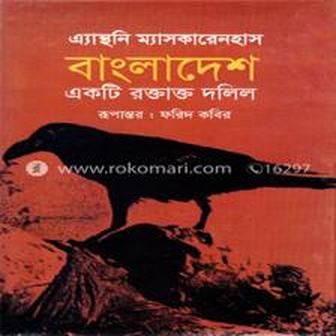 এ্যান্থনি ম্যাসকারেনহাস
বাংলাদেশ
একটি রক্তাক্ত দলিল
রূপান্তর : ফরিদ কবির
www.rokomari.com 16297